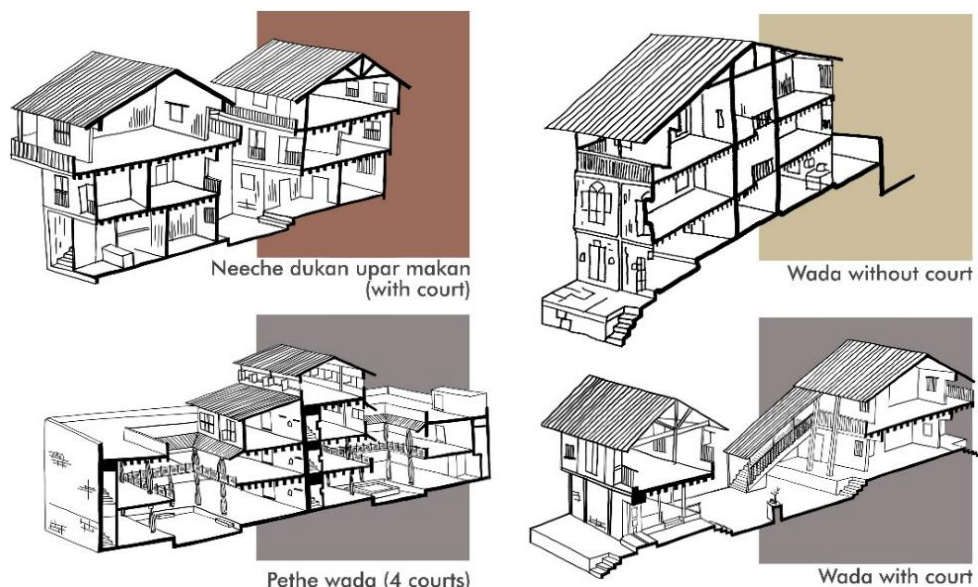 Neeche dukan upar makan
(with court)
Wada without court
Pethe wada (4 courts)
Wada with court